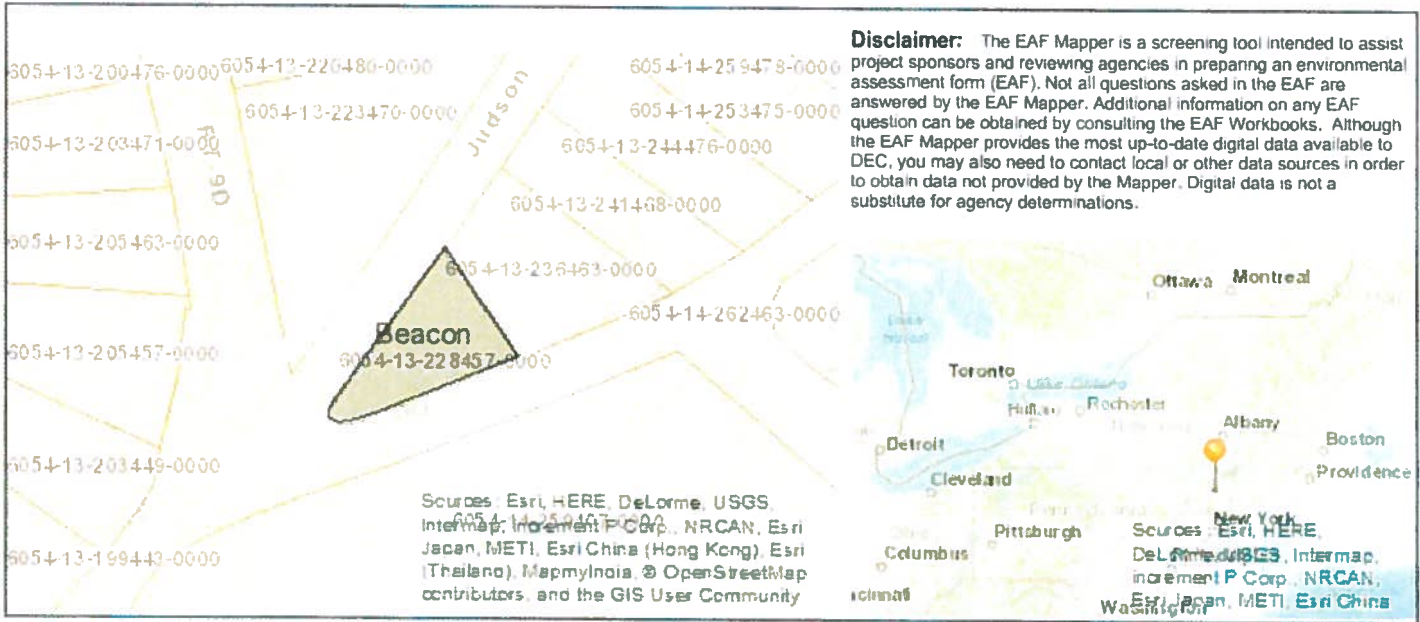 6054-13-200476-0000
6054-13-220480-0000
6054-14-259478-0000
6054-13-223470-0000
Judson
6054-14-253475-0000
Rt 9D
6054-13-203471-0000
6054-13-244476-0000
6054-13-241468-0000
6054-13-205463-0000
6054-13-236463-0000
6054-14-262463-0000
Beacon
6054-13-205457-0000
6054-13-228457-0000
6054-13-203449-0000
6054-13-199443-0000
Sources: Esri, HERE, DeLorme, USGS,
Intermap, increment P Corp., NRCAN, Esri
Japan, METI, Esri China (Hong Kong), Esri
(Thailand), MapmyIndia, © OpenStreetMap
contributors, and the GIS User Community
Disclaimer: The EAF Mapper is a screening tool intended to assist
project sponsors and reviewing agencies in preparing an environmental
assessment form (EAF). Not all questions asked in the EAF are
answered by the EAF Mapper. Additional information on any EAF
question can be obtained by consulting the EAF Workbooks. Although
the EAF Mapper provides the most up-to-date digital data available to
DEC, you may also need to contact local or other data sources in order
to obtain data not provided by the Mapper. Digital data is not a
substitute for agency determinations.
Ottawa
Montreal
Toronto
Lake Ontario
Rochester
Buffalo
Albany
Detroit
Boston
Providence
Cleveland
New York
Pittsburgh
Columbus
cinnati
Washington
Sources: Esri, HERE,
DeLorme, USGS, Intermap,
increment P Corp., NRCAN,
Esri Japan, METI, Esri China